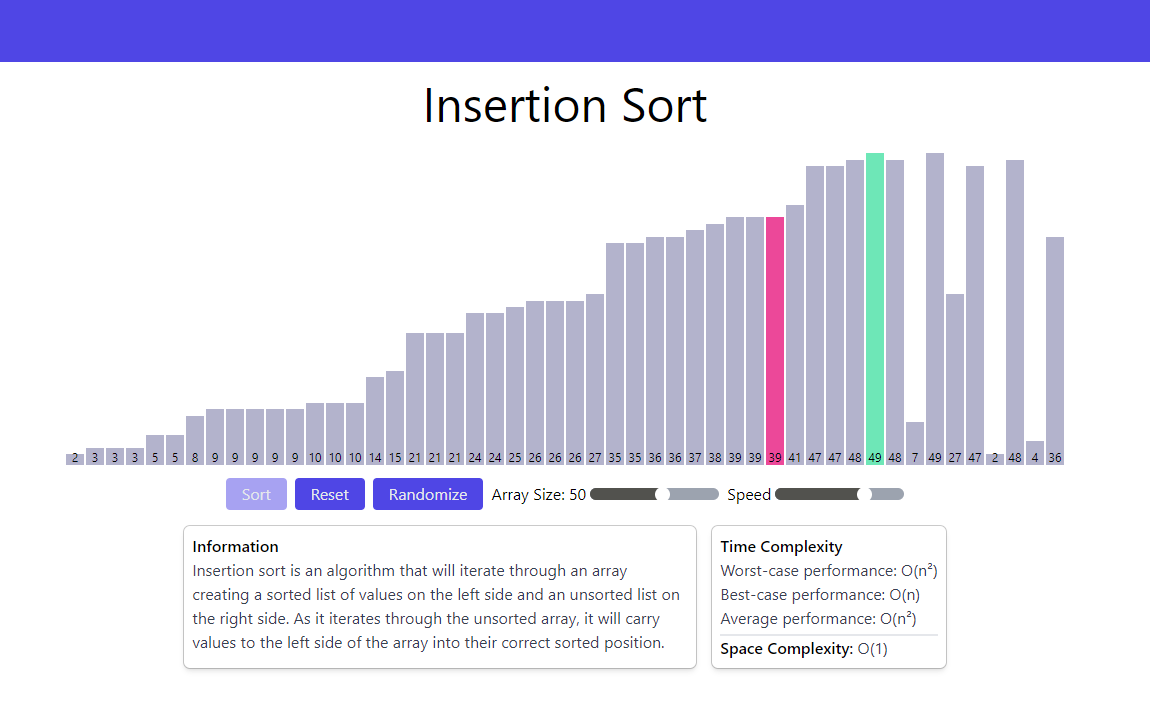 Insertion Sort
2 3 3 3 5 5 8 9 9 9 9 9 10 10 10 14 15 21 21 21 24 24 25 26 26 26 27 35 35 36 36 37 38 39 39 39 41 47 47 48 49 48 7 49 27 47 2 48 4 36
Sort Reset Randomize Array Size: 50 Speed
Information
Insertion sort is an algorithm that will iterate through an array
creating a sorted list of values on the left side and an unsorted list on
the right side. As it iterates through the unsorted array, it will carry
values to the left side of the array into their correct sorted position.
Time Complexity
Worst-case performance: O(n²)
Best-case performance: O(n)
Average performance: O(n²)
Space Complexity: O(1)